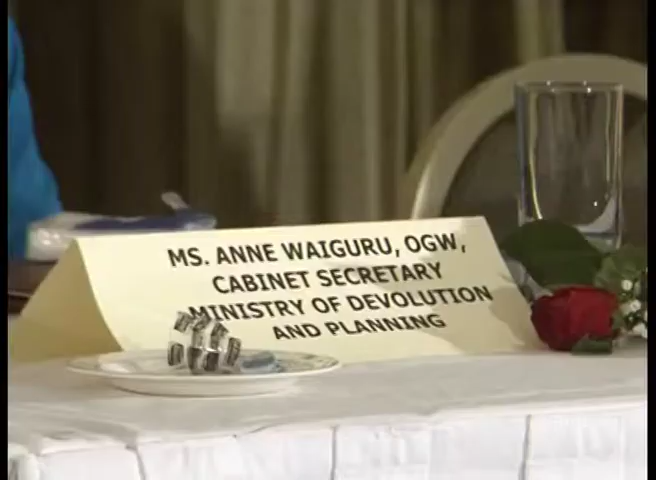 MS. ANNE WAIGURU, OGW,
CABINET SECRETARY
MINISTRY OF DEVOLUTION
AND PLANNING